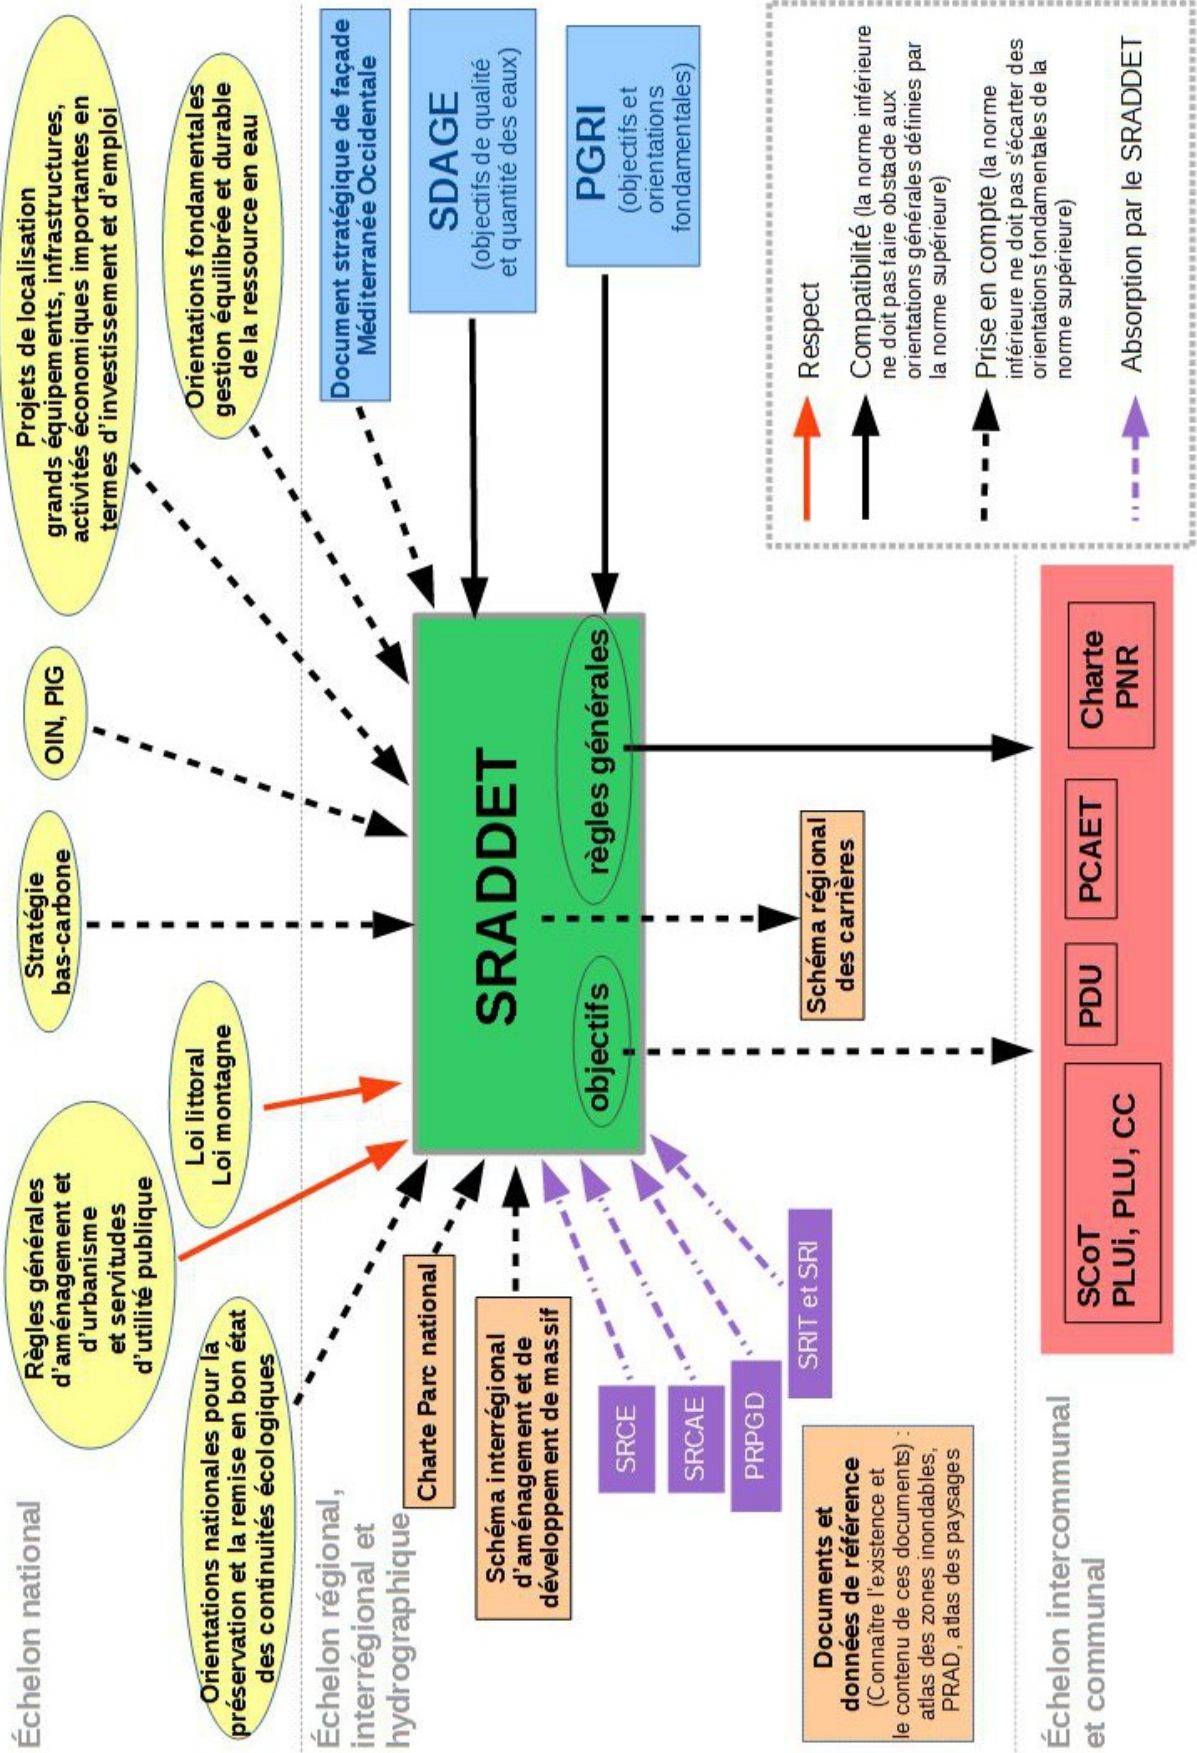 Échelon national
Règles générales
d'aménagement et
d'urbanisme
et servitudes
d'utilité publique
Stratégie
bas-carbone
OIN, PIG
Projets de localisation
grands équipements, infrastructures,
activités économiques importantes en
termes d'investissement et d'emploi
Orientations nationales pour la
préservation et la remise en bon état
des continuités écologiques
Loi littoral
Loi montagne
Orientations fondamentales
gestion équilibrée et durable
de la ressource en eau
Échelon régional,
interrégional et
hydrographique
Charte Parc national
Schéma interrégional
d'aménagement et de
développement de massif
SRCE
SRCAE
PRPGD
SRIT et SRI
SRADDET
objectifs
règles générales
Document stratégique de façade
Méditerranée Occidentale
SDAGE
(objectifs de qualité
et quantité des eaux)
PGRI
(objectifs et
orientations
fondamentales)
Schéma régional
des carrières
Documents et
données de référence
(Connaître l'existence et
le contenu de ces documents) :
atlas des zones inondables,
PRAD, atlas des paysages
Respect
Compatibilité (la norme inférieure
ne doit pas faire obstacle aux
orientations générales définies par
la norme supérieure)
Prise en compte (la norme
inférieure ne doit pas s'écarter des
orientations fondamentales de la
norme supérieure)
Absorption par le SRADDET
Échelon intercommunal
et communal
SCoT
PLUi, PLU, CC
PDU
PCAET
Charte
PNR